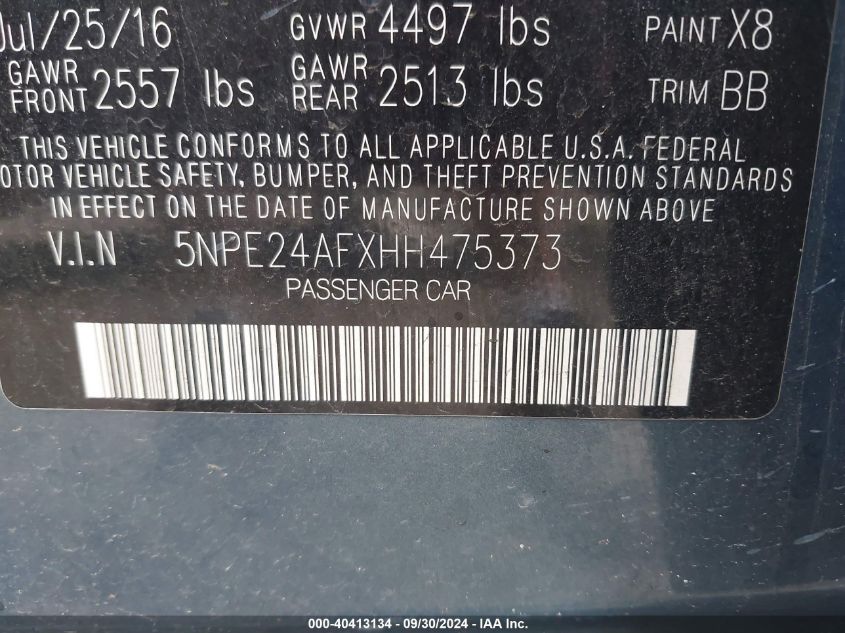 Jul/25/16 GVWR 4497 lbs PAINT X8
GAWR FRONT 2557 lbs GAWR REAR 2513 lbs TRIM BB
THIS VEHICLE CONFORMS TO ALL APPLICABLE U.S.A. FEDERAL
OTOR VEHICLE SAFETY, BUMPER, AND THEFT PREVENTION STANDARDS
IN EFFECT ON THE DATE OF MANUFACTURE SHOWN ABOVE
V.I.N 5NPE24AFXHH475373
PASSENGER CAR
000-40413134 - 09/30/2024 - IAA Inc.